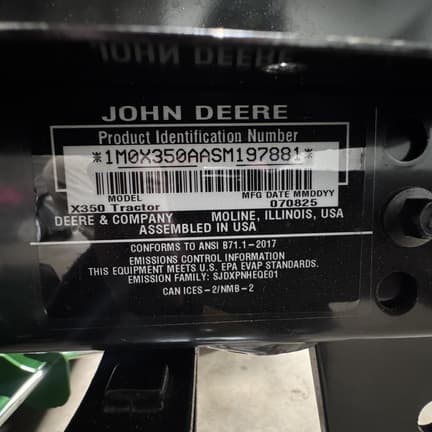 JOHN DEERE
JOHN DEERE
Product Identification Number
*1M0X350AASM197881*
MODEL MFG DATE MMDDYY
X350 Tractor 070825
DEERE & COMPANY MOLINE, ILLINOIS, USA
ASSEMBLED IN USA
CONFORMS TO ANSI B71.1-2017
EMISSIONS CONTROL INFORMATION
THIS EQUIPMENT MEETS U.S. EPA EVAP STANDARDS.
EMISSION FAMILY: SJDXPNHEQE01
CAN ICES-2/NMB-2